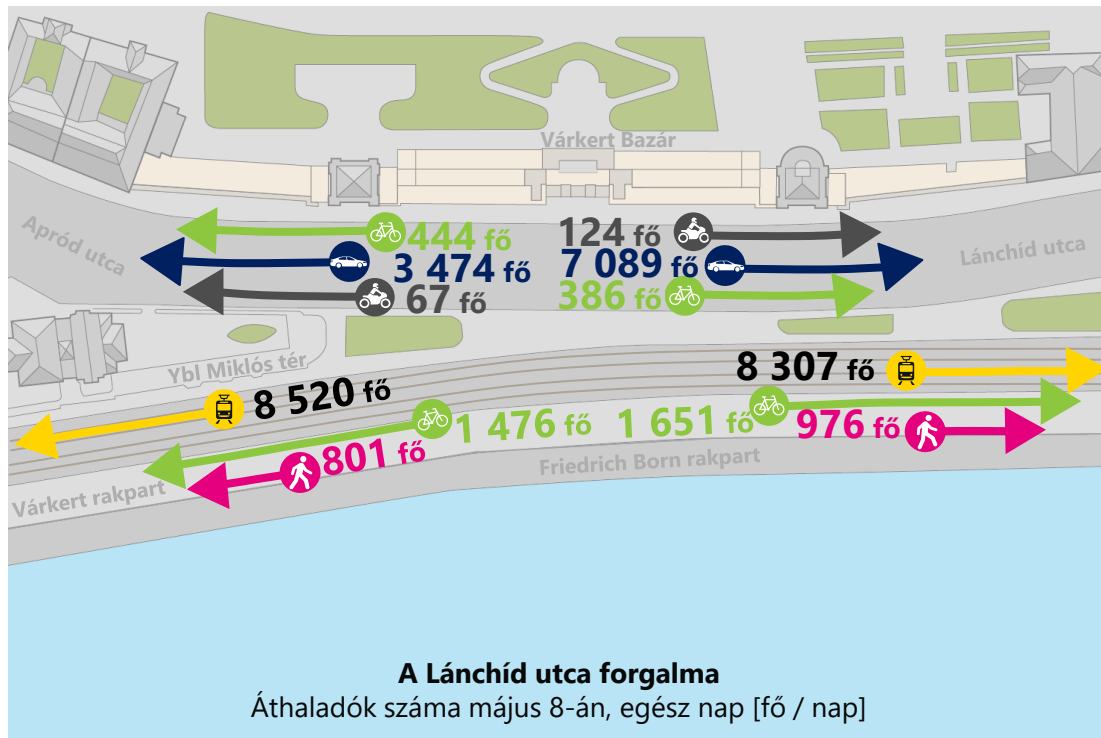 Várkert Bazár
Apród utca
444 fő
124 fő
Lánchíd utca
3 474 fő
7 089 fő
67 fő
386 fő
Ybl Miklós tér
8 520 fő
8 307 fő
1 476 fő
1 651 fő
976 fő
801 fő
Friedrich Born rakpart
Várkert rakpart
A Lánchíd utca forgalma
Áthaladók száma május 8-án, egész nap [fő / nap]